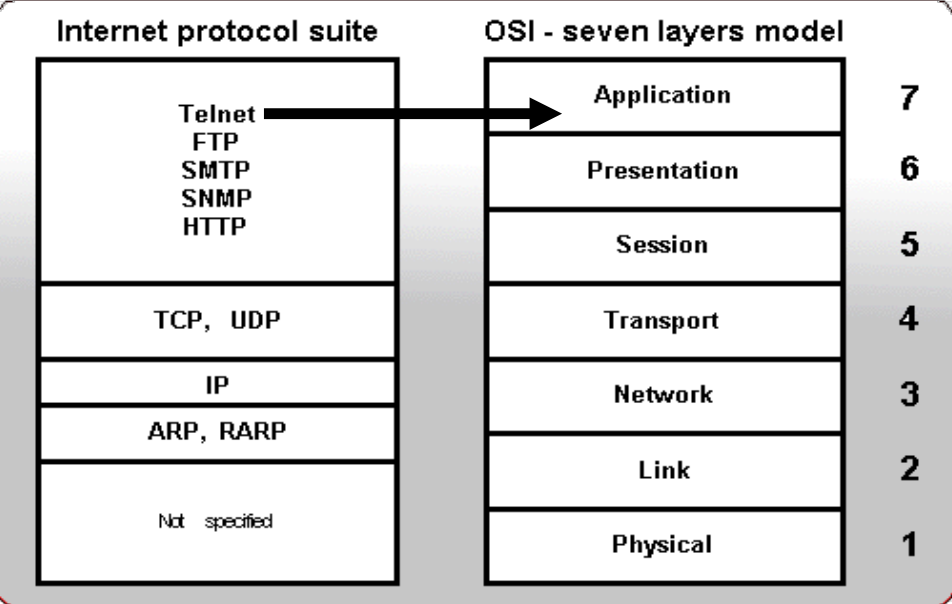 Internet protocol suite
Telnet
FTP
SMTP
SNMP
HTTP
TCP, UDP
IP
ARP, RARP
Not specified
OSI - seven layers model
Application 7
Presentation 6
Session 5
Transport 4
Network 3
Link 2
Physical 1